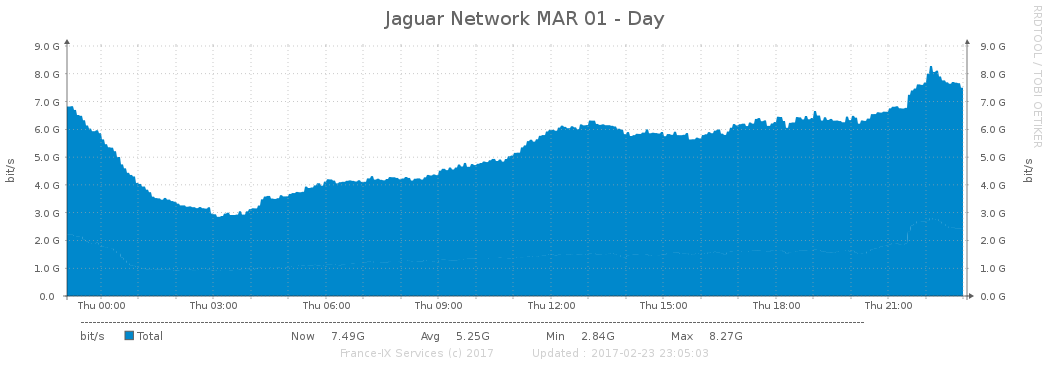 Jaguar Network MAR 01 - Day
RRDTOOL / TOBI OETIKER
bit/s
9.0 G
8.0 G
7.0 G
6.0 G
5.0 G
4.0 G
3.0 G
2.0 G
1.0 G
0.0
9.0 G
8.0 G
7.0 G
6.0 G
5.0 G
4.0 G
3.0 G
2.0 G
1.0 G
0.0 G
bit/s
Thu 00:00 Thu 03:00 Thu 06:00 Thu 09:00 Thu 12:00 Thu 15:00 Thu 18:00 Thu 21:00
bit/s Total Now 7.49G Avg 5.25G Min 2.84G Max 8.27G
France-IX Services (c) 2017 Updated : 2017-02-23 23:05:03